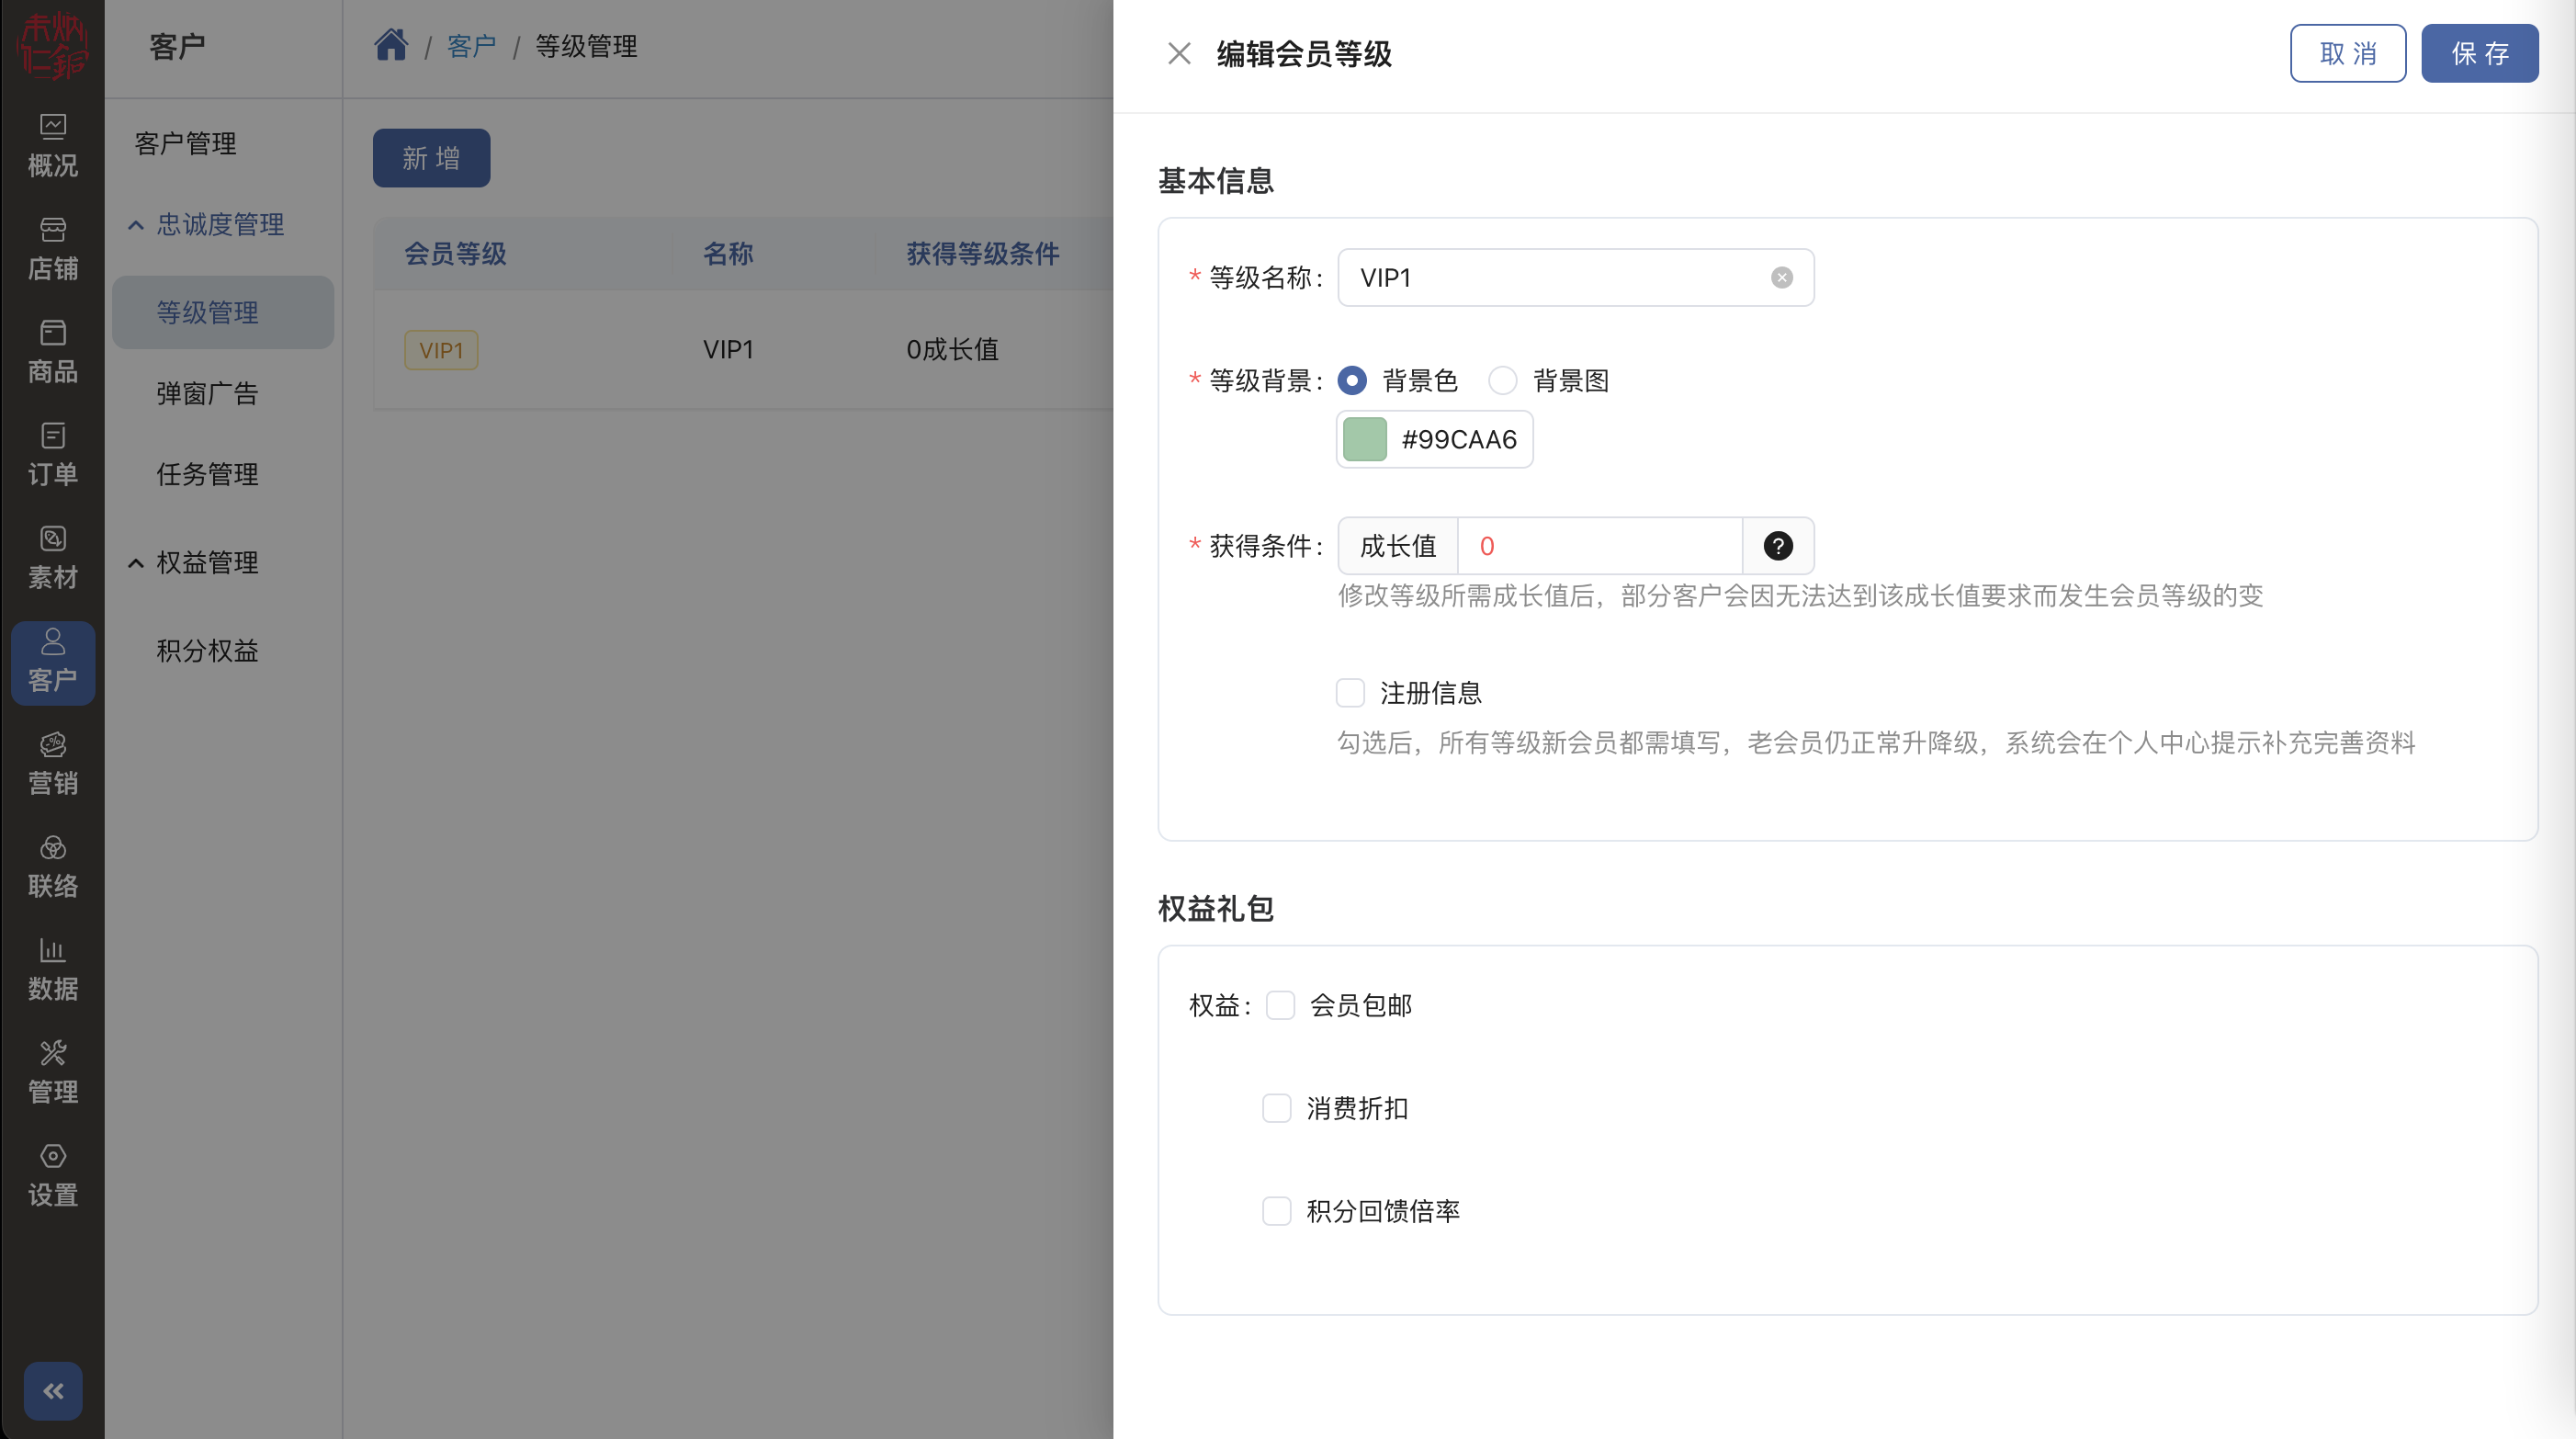 客户
客户 / 等级管理
概况
店铺
商品
订单
素材
客户
营销
联络
数据
管理
设置
客户管理
忠诚度管理
等级管理
弹窗广告
任务管理
权益管理
积分权益
新 增
会员等级 名称 获得等级条件
VIP1 VIP1 0成长值
编辑会员等级
取 消 保 存
基本信息
* 等级名称: VIP1
* 等级背景: 背景色 背景图
#99CAA6
* 获得条件: 成长值 0 ?
修改等级所需成长值后，部分客户会因无法达到该成长值要求而发生会员等级的变
注册信息
勾选后，所有等级新会员都需填写，老会员仍正常升降级，系统会在个人中心提示补充完善资料
权益礼包
权益: 会员包邮
消费折扣
积分回馈倍率